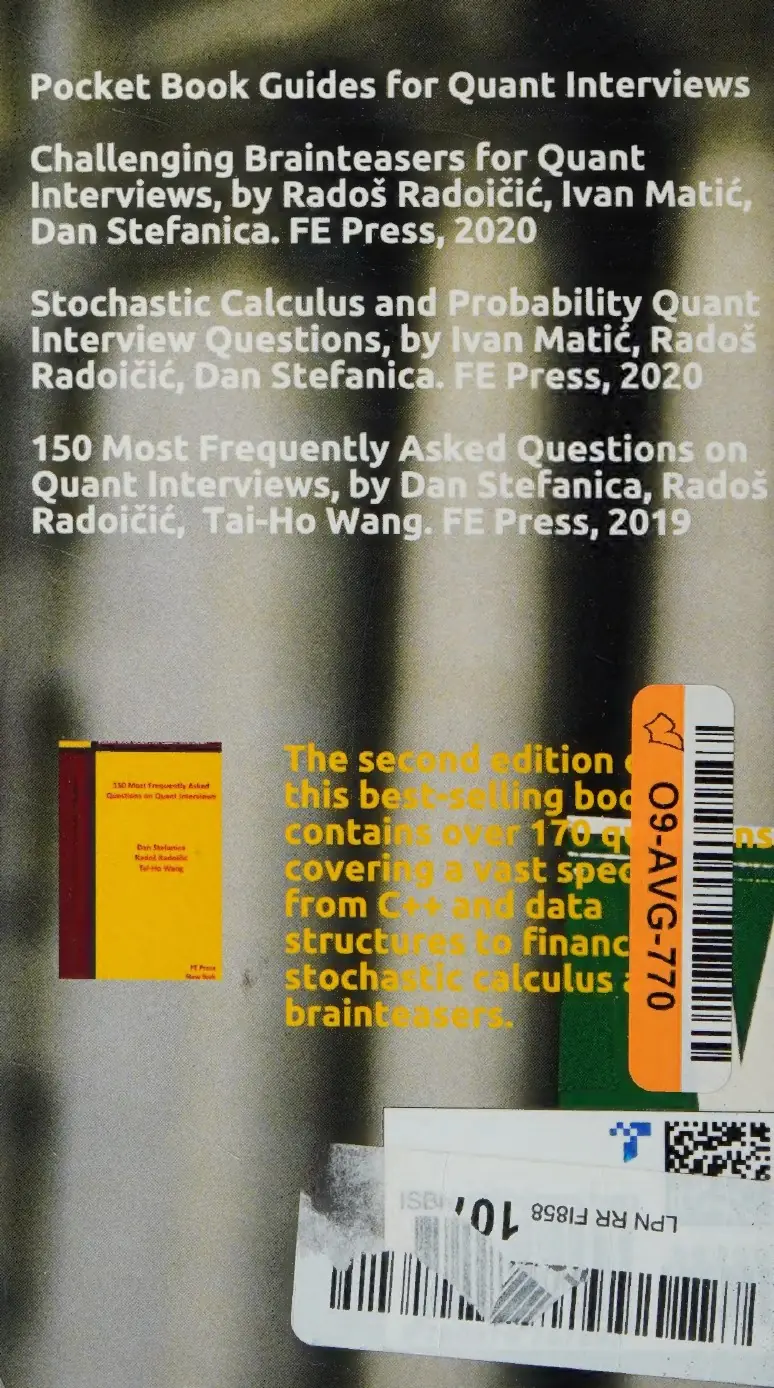 Pocket Book Guides for Quant Interviews
Challenging Brainteasers for Quant
Interviews, by Radoš Radoičić, Ivan Matić,
Dan Stefanica. FE Press, 2020
Stochastic Calculus and Probability Quant
Interview Questions, by Ivan Matić, Radoš
Radoičić, Dan Stefanica. FE Press, 2020
150 Most Frequently Asked Questions on
Quant Interviews, by Dan Stefanica, Radoš
Radoičić, Tai-Ho Wang. FE Press, 2019
150 Most Frequently Asked
Questions on Quant Interviews
Dan Stefanica
Radoš Radoičić
Tai-Ho Wang
FE Press
New York
The second edition
this best-selling
contains over 170
covering a vast
from C++ and data
structures to
stochastic calculus
brainteasers.
O9-AVG-770
LPN RR FI858